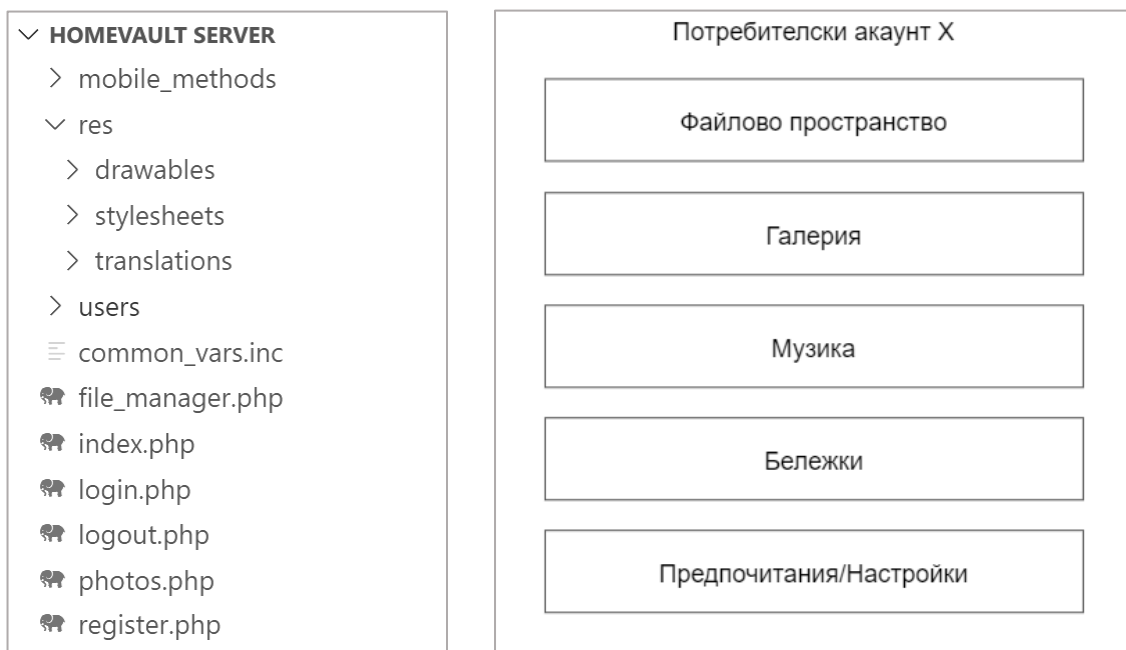 HOMEVAULT SERVER
mobile_methods
res
drawables
stylesheets
translations
users
common_vars.inc
file_manager.php
index.php
login.php
logout.php
photos.php
register.php
Потребителски акаунт X
Файлово пространство
Галерия
Музика
Бележки
Предпочитания/Настройки